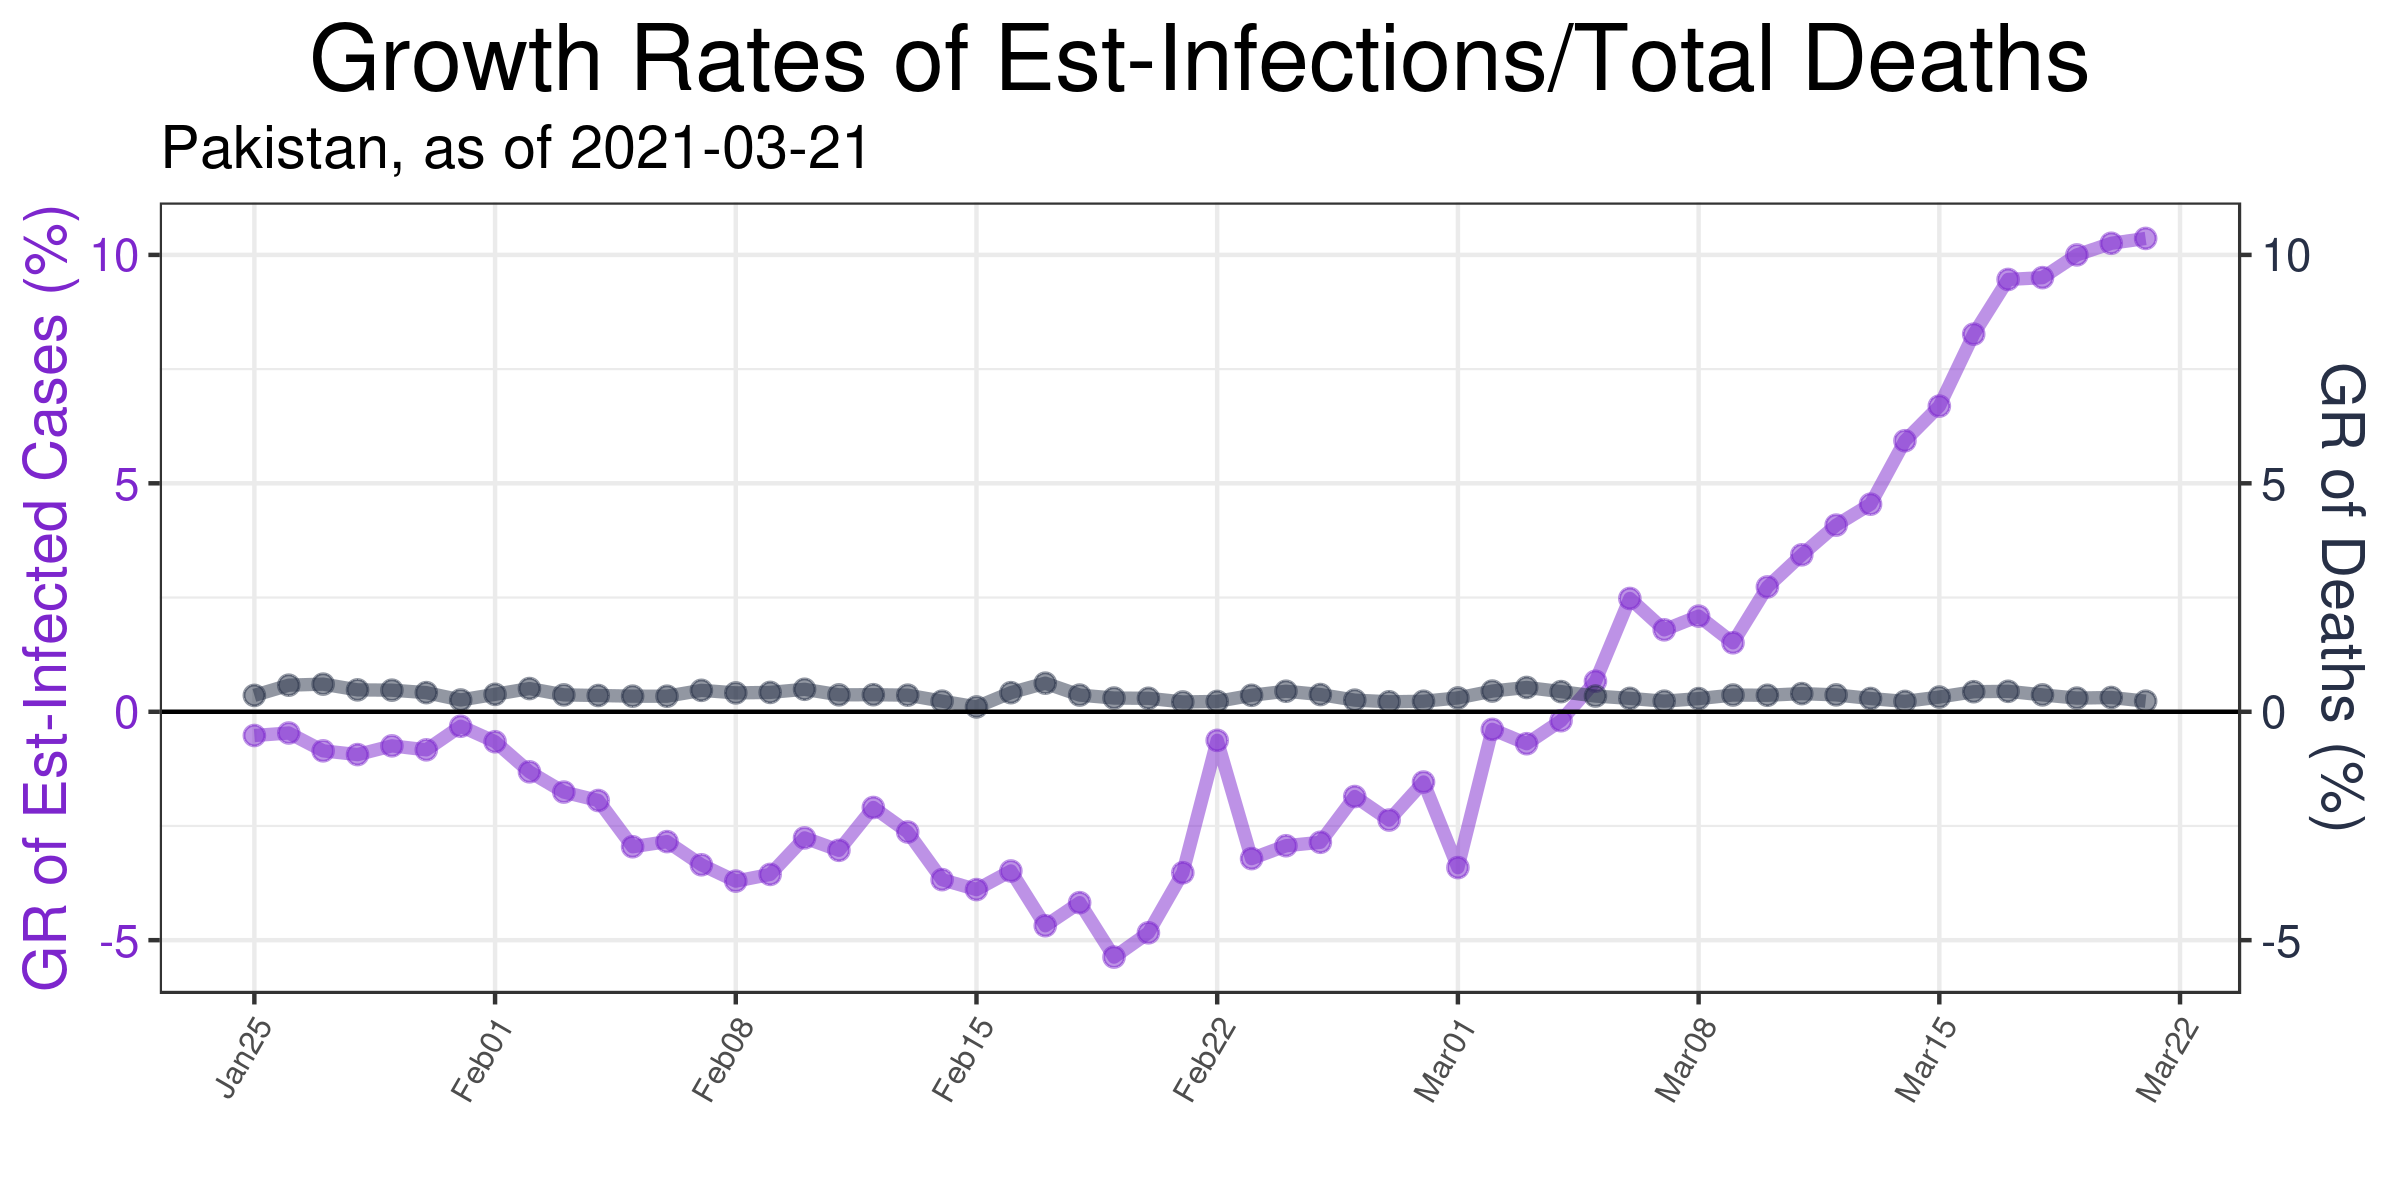 Growth Rates of Est-Infections/Total Deaths
Pakistan, as of 2021-03-21
GR of Est-Infected Cases (%)
10
5
0
-5
10
5
0
-5
GR of Deaths (%)
Jan25
Feb01
Feb08
Feb15
Feb22
Mar01
Mar08
Mar15
Mar22